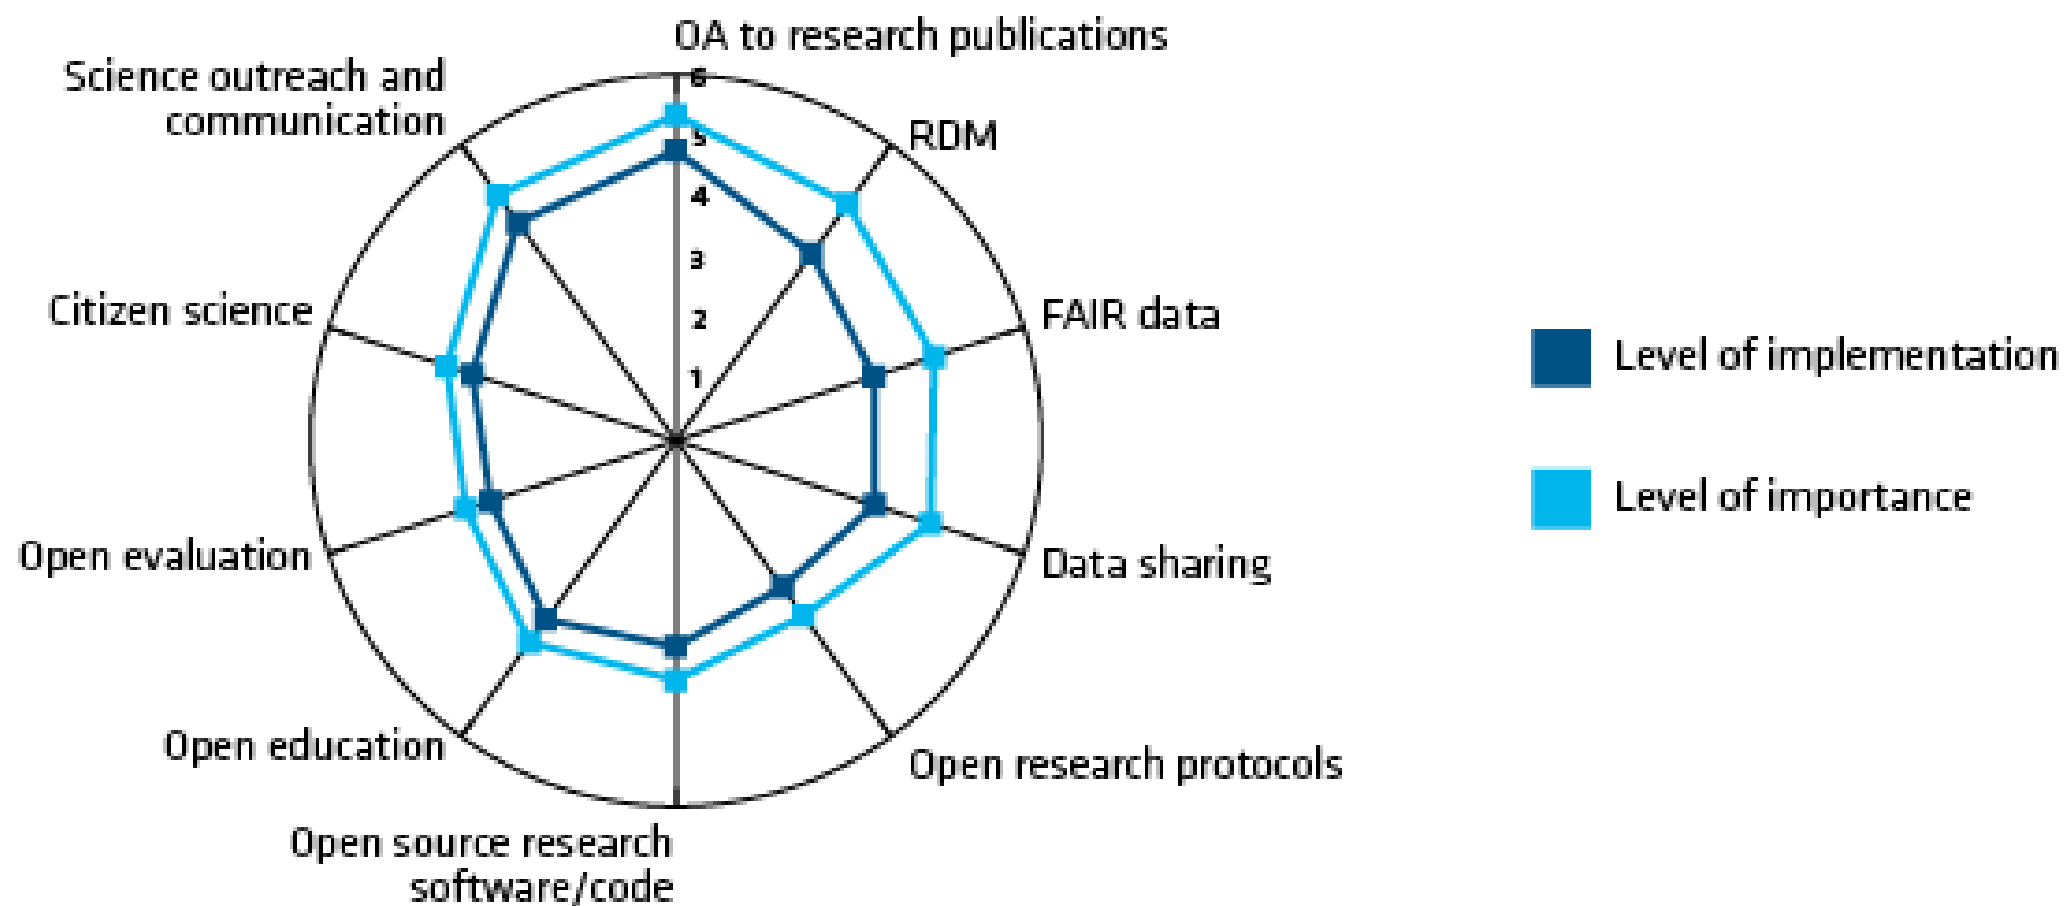 OA to research publications
Science outreach and
communication
RDM
Citizen science
FAIR data
Open evaluation
Data sharing
Open education
Open research protocols
Open source research
software/code
6
5
4
3
2
1
Level of implementation
Level of importance